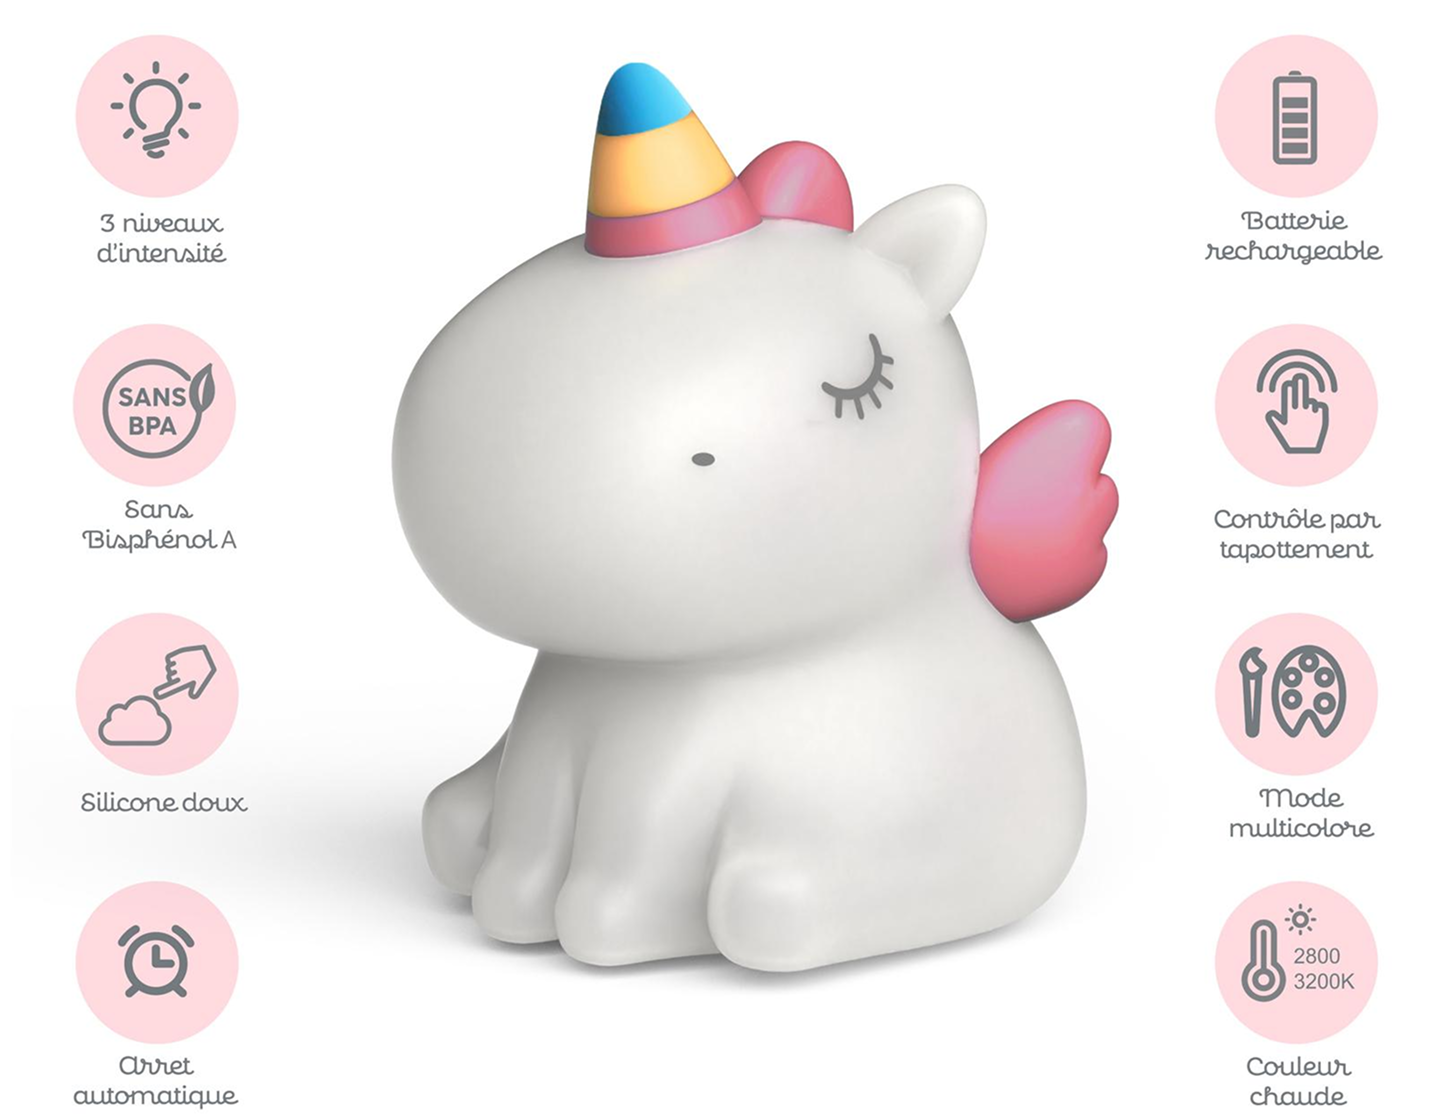 3 niveaux
d'intensité
SANS
BPA
Sans
Bisphénol A
Silicone doux
Arret
automatique
Batterie
rechargeable
Contrôle par
tapottement
Mode
multicolore
2800
3200K
Couleur
chaude